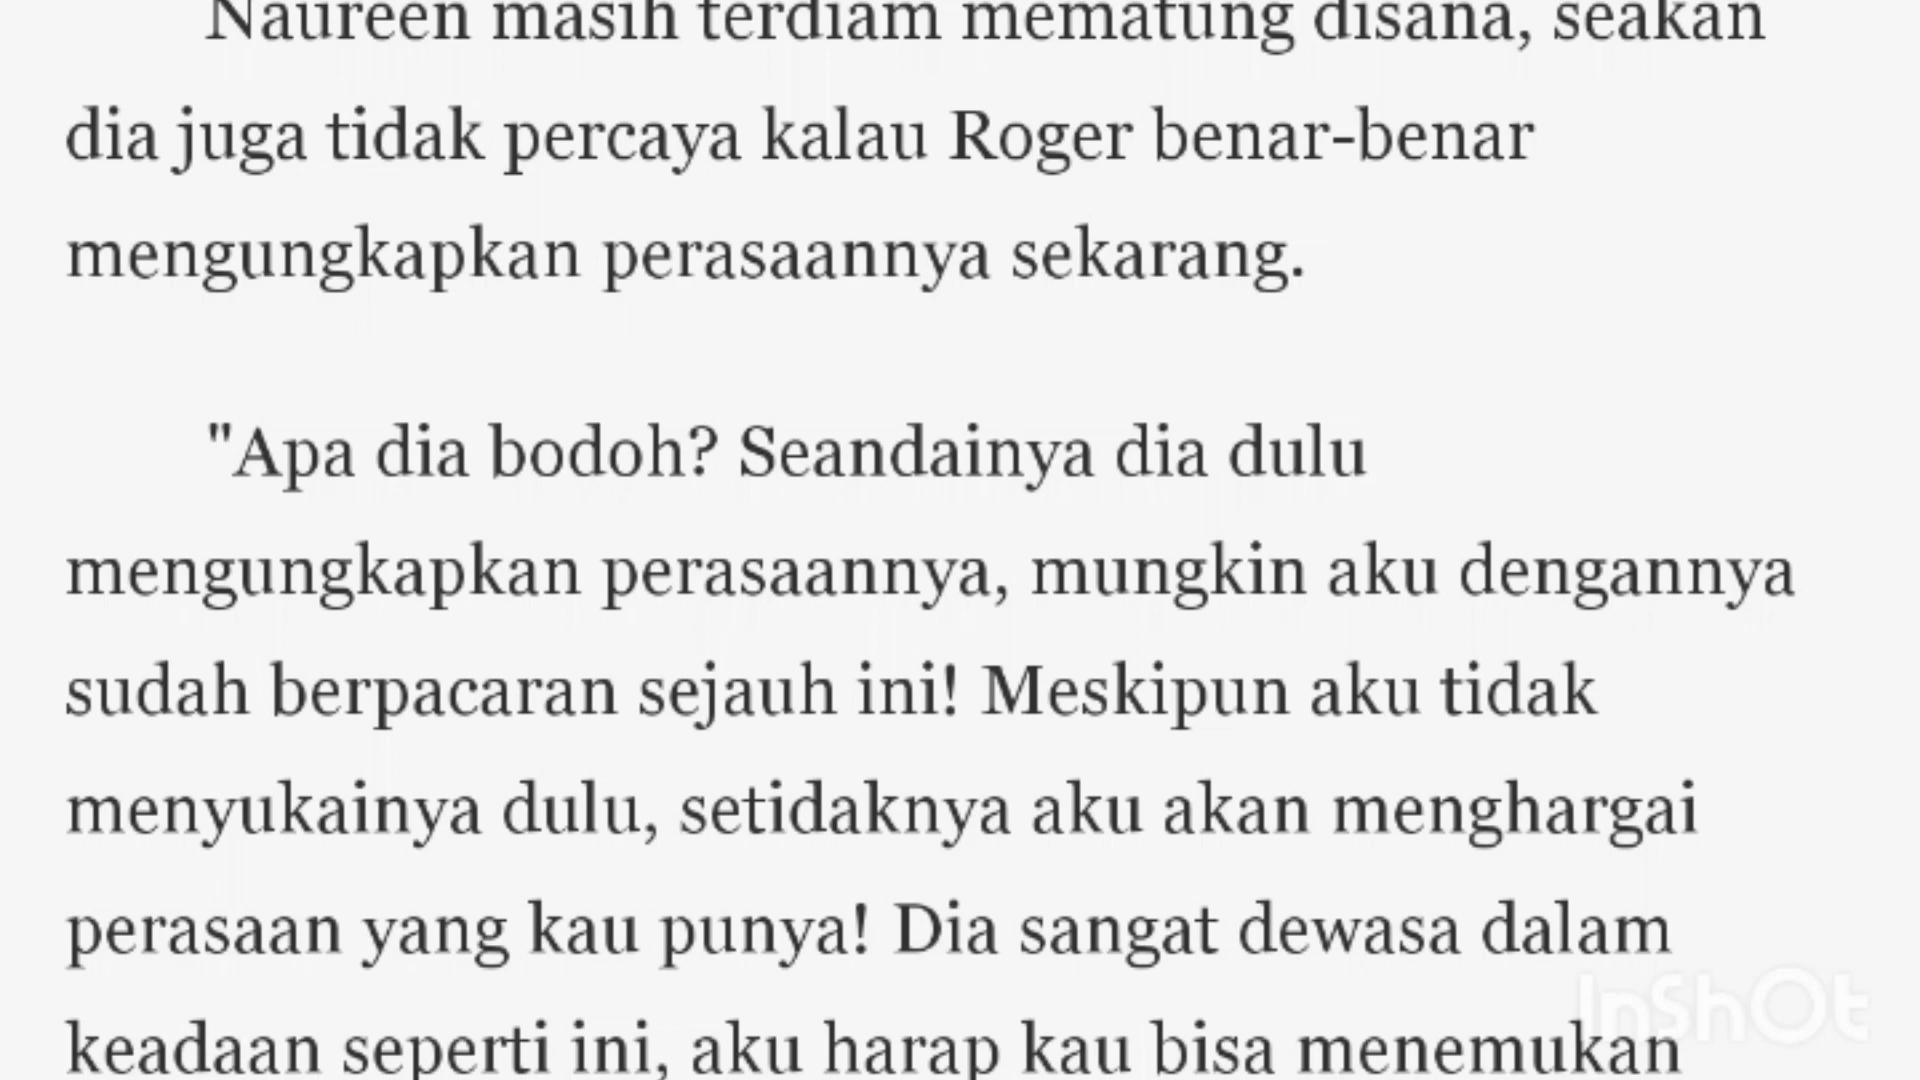 Naureen masih terdiam mematung disana, seakan
dia juga tidak percaya kalau Roger benar-benar
mengungkapkan perasaannya sekarang.
"Apa dia bodoh? Seandainya dia dulu
mengungkapkan perasaannya, mungkin aku dengannya
sudah berpacaran sejauh ini! Meskipun aku tidak
menyukainya dulu, setidaknya aku akan menghargai
perasaan yang kau punya! Dia sangat dewasa dalam
keadaan seperti ini, aku harap kau bisa menemukan
InShOt